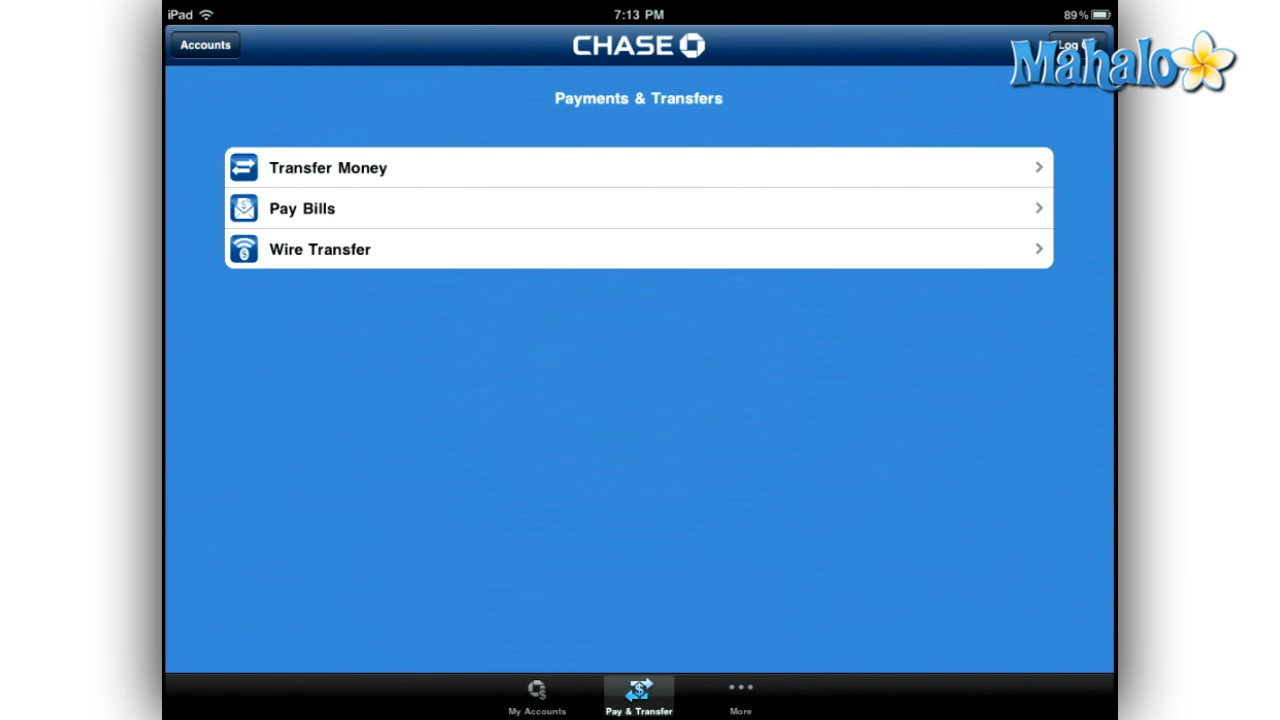 iPad 7:13 PM 89%
Accounts CHASE Log
Mahalo
Payments & Transfers
Transfer Money
Pay Bills
Wire Transfer
My Accounts Pay & Transfer More